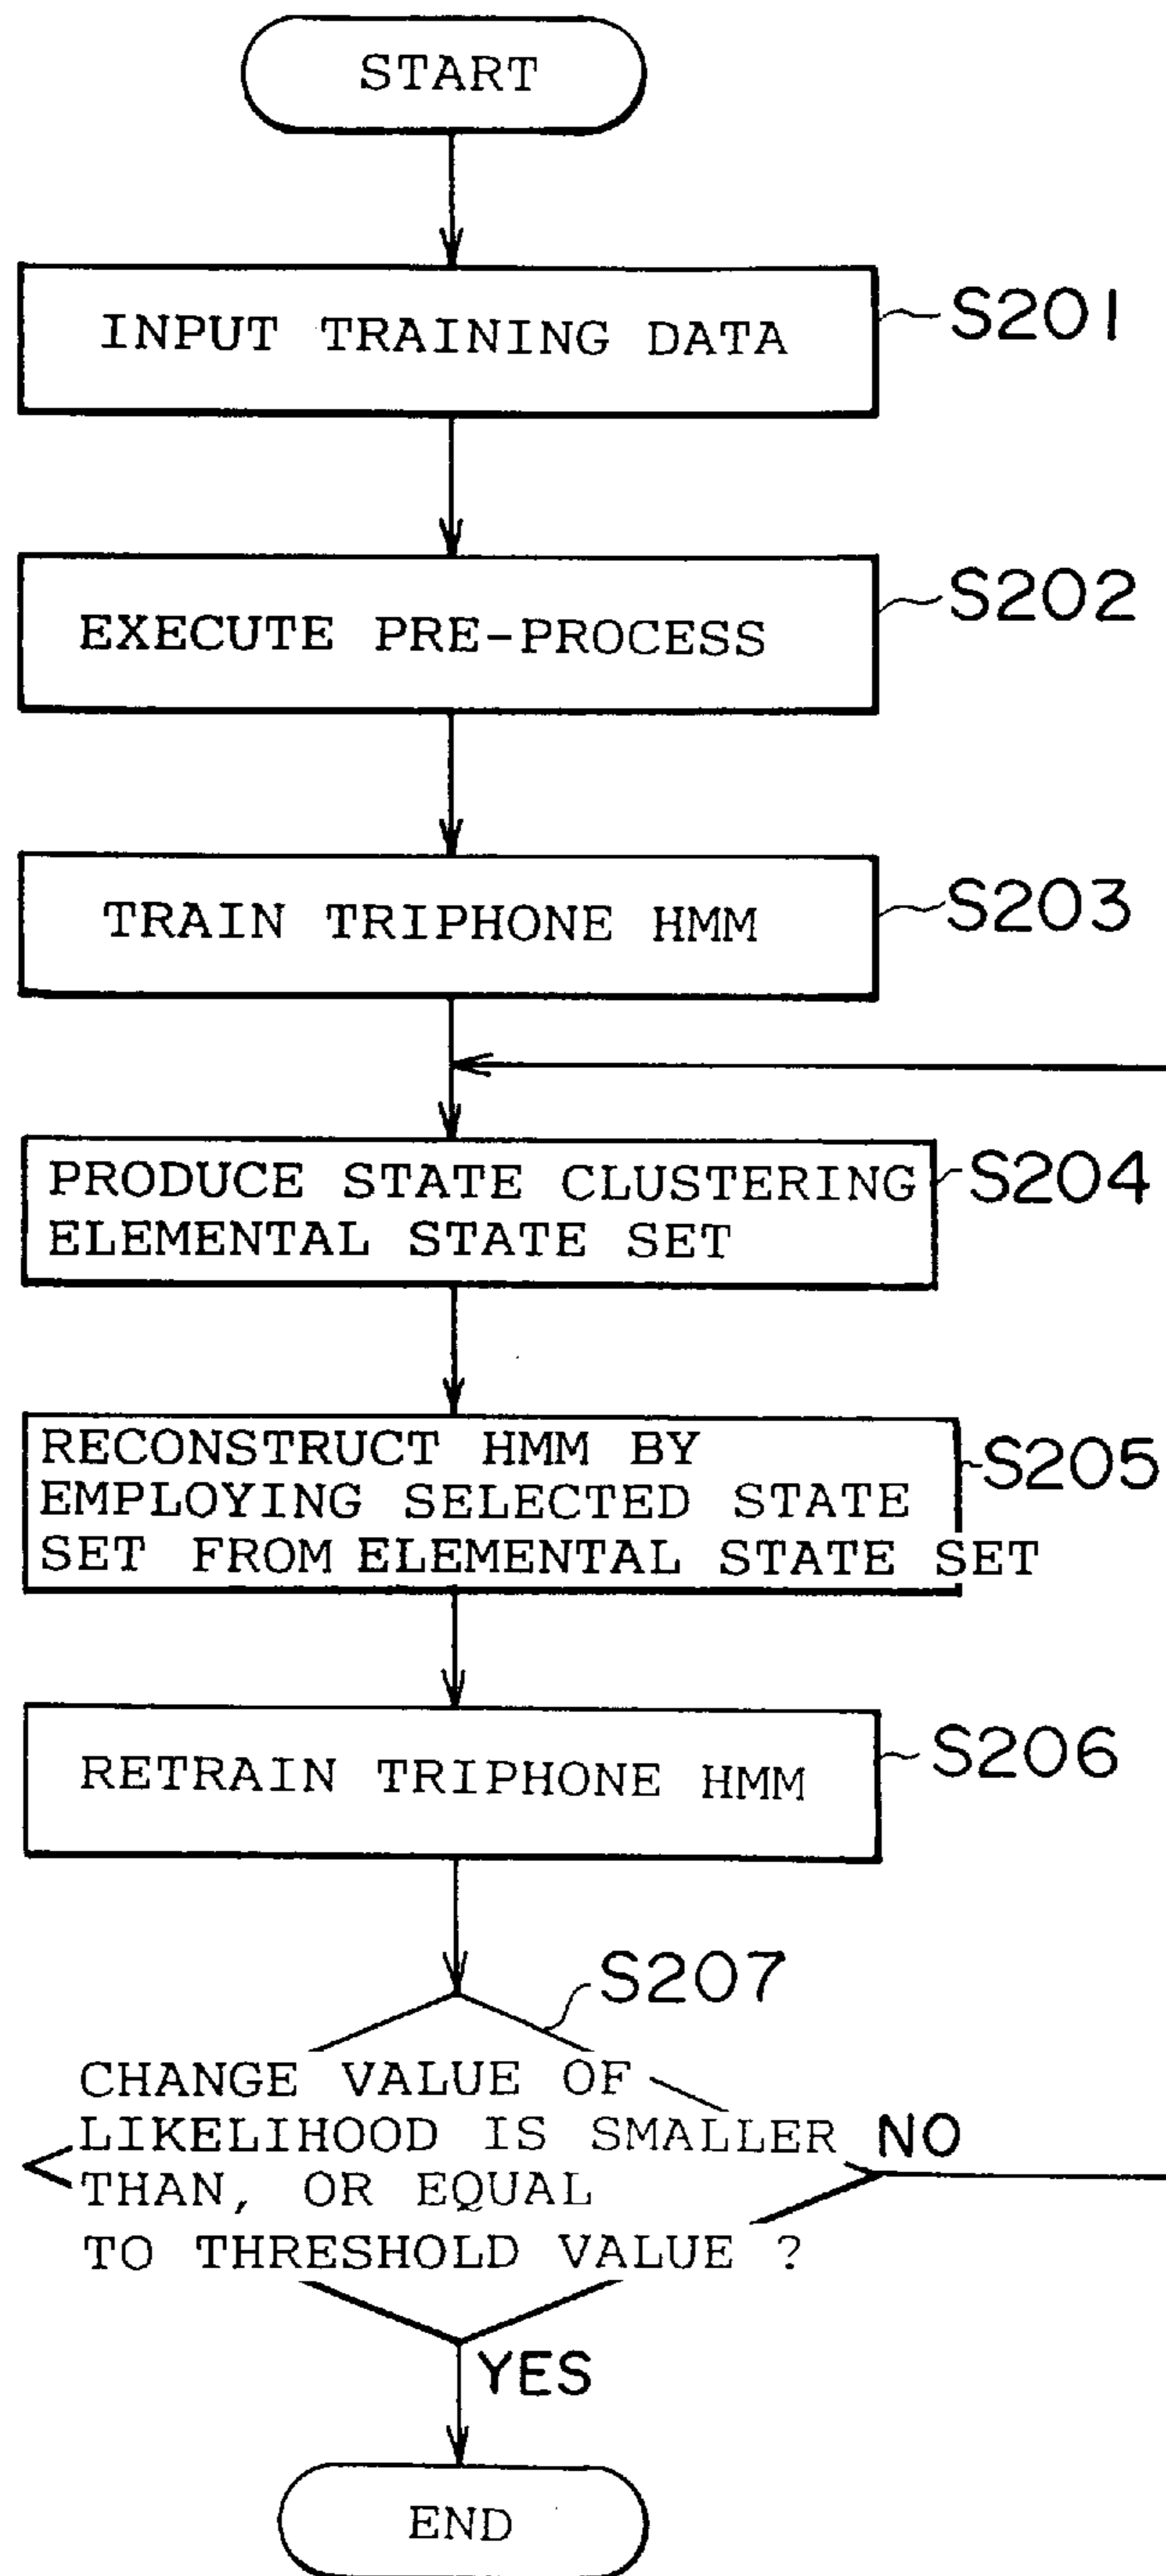 START
INPUT TRAINING DATA
S201
EXECUTE PRE-PROCESS
S202
TRAIN TRIPHONE HMM
S203
PRODUCE STATE CLUSTERING
ELEMENTAL STATE SET
S204
RECONSTRUCT HMM BY
EMPLOYING SELECTED STATE
SET FROM ELEMENTAL STATE SET
S205
RETRAIN TRIPHONE HMM
S206
S207
CHANGE VALUE OF
LIKELIHOOD IS SMALLER
THAN, OR EQUAL
TO THRESHOLD VALUE ?
NO
YES
END